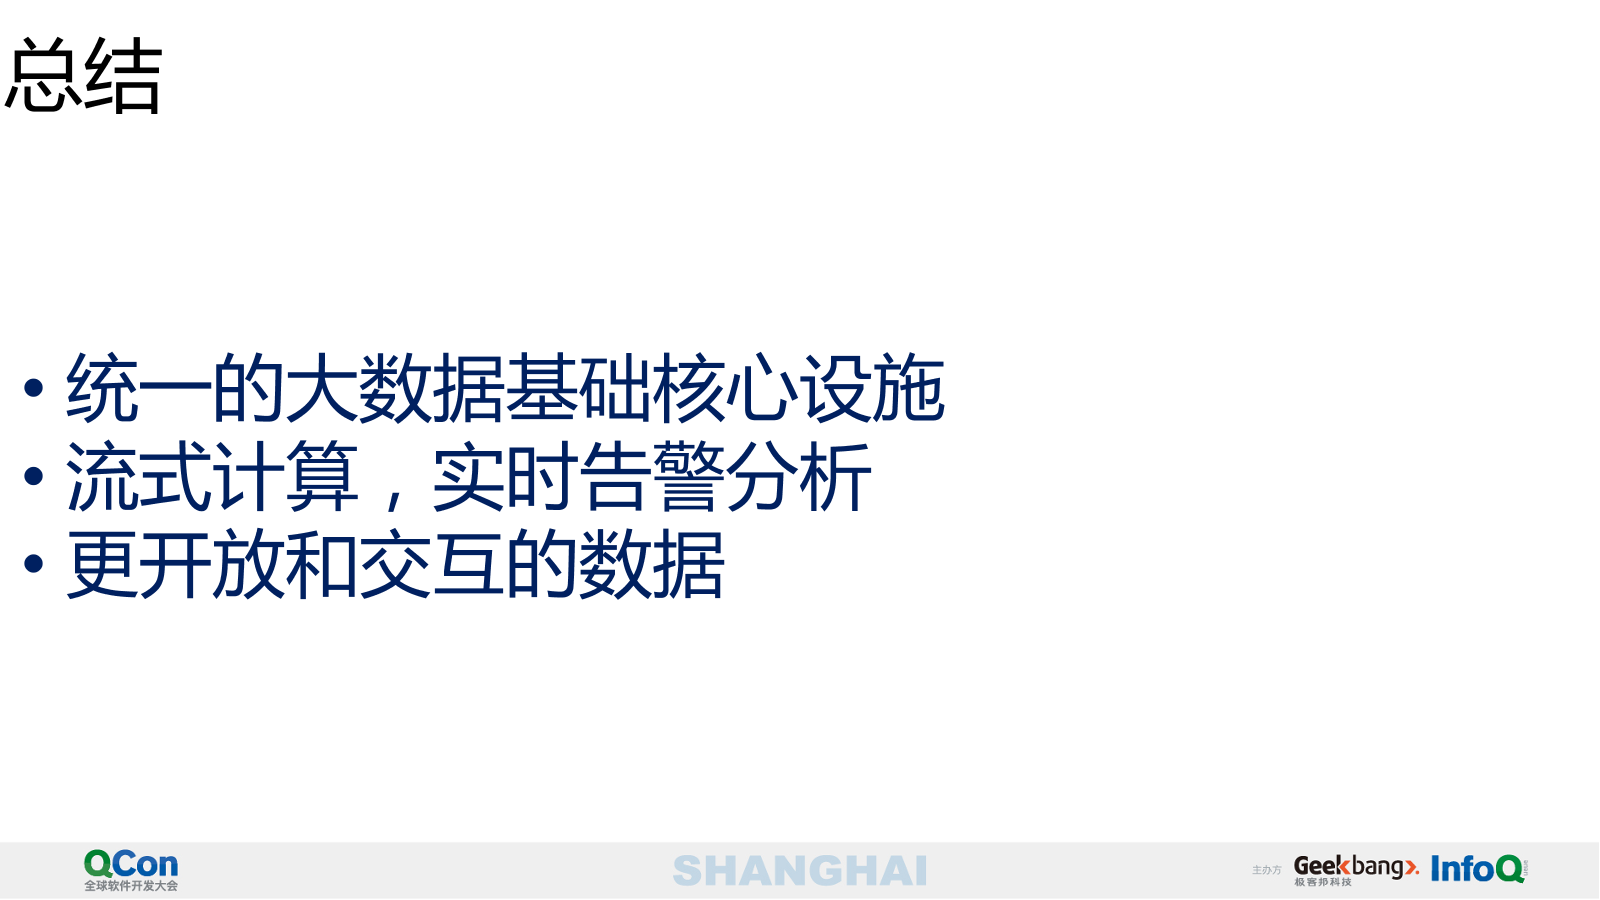 总结
• 统一的大数据基础核心设施
• 流式计算，实时告警分析
• 更开放和交互的数据
QCon
全球软件开发大会
SHANGHAI
主办方
Geekbang
极客邦科技
InfoQ